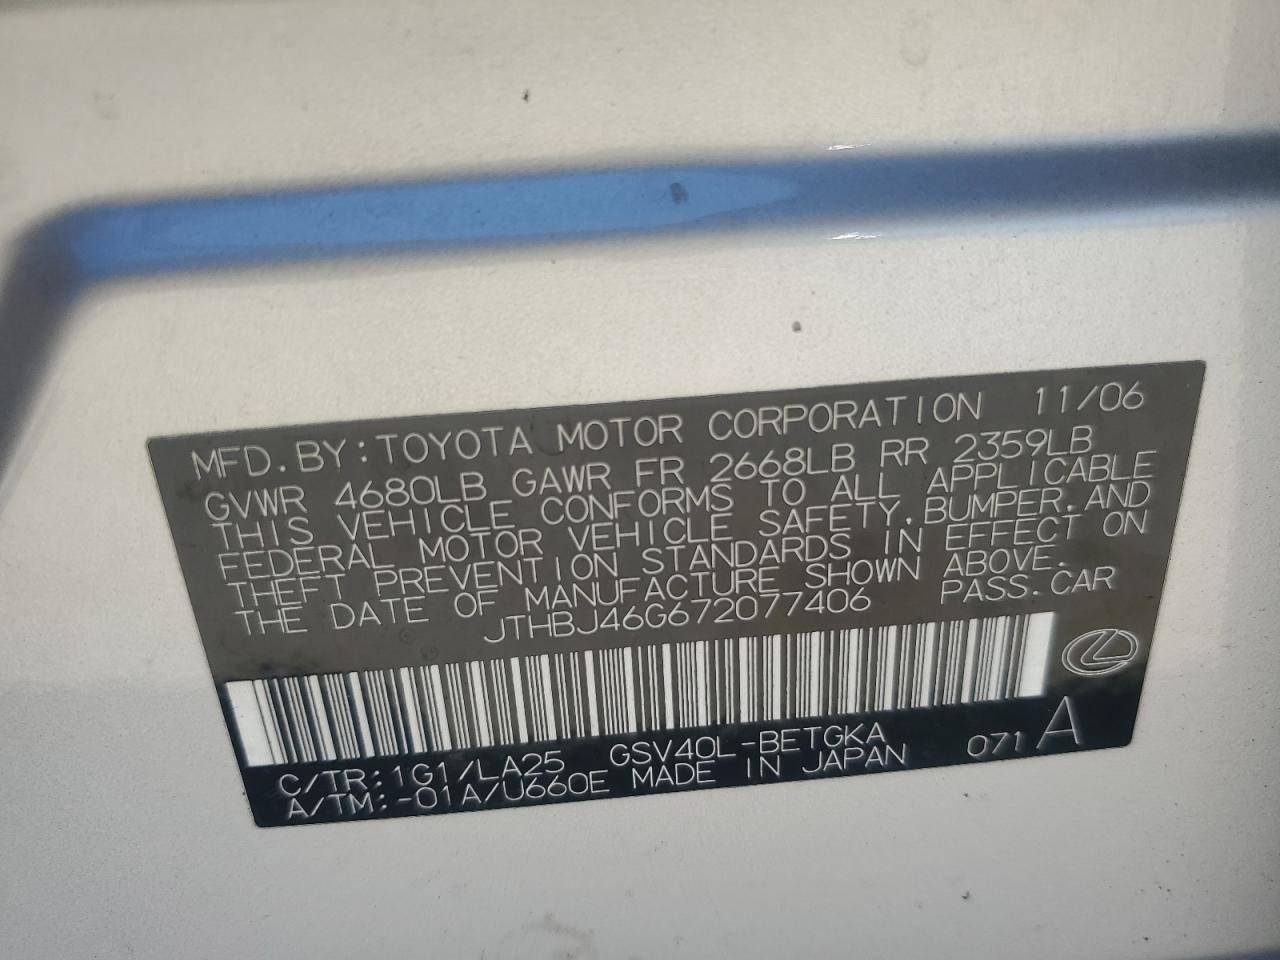 MFD.BY:TOYOTA MOTOR CORPORATION 11/06
GVWR 4680LB GAWR FR 2668LB RR 2359LB
THIS VEHICLE CONFORMS TO ALL APPLICABLE
FEDERAL MOTOR VEHICLE SAFETY,BUMPER,AND
THEFT PREVENTION STANDARDS IN EFFECT ON
THE DATE OF MANUFACTURE SHOWN ABOVE.
JTHBJ46G672077406 PASS.CAR
C/TR:1G1/LA25 GSV40L-BETGKA
A/TM:-01A/U660E MADE IN JAPAN 071 A